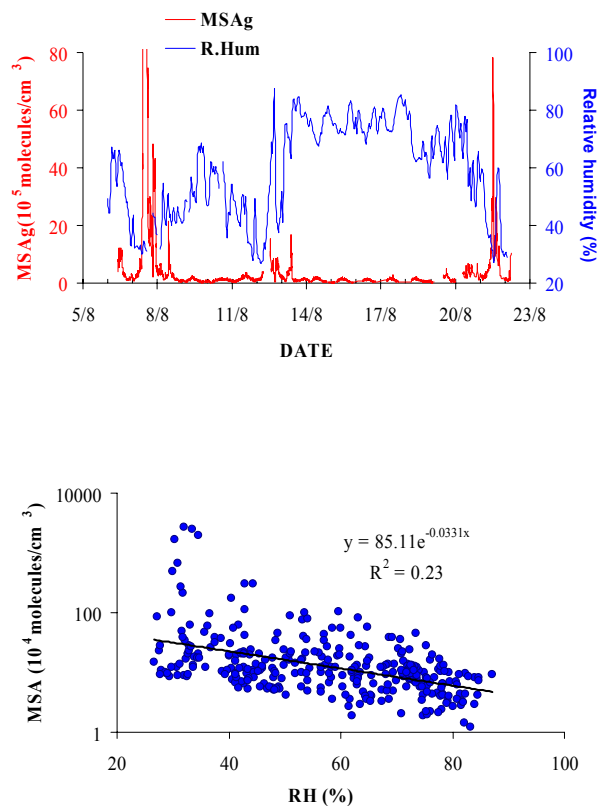 MSAg
R.Hum
80
60
40
20
0
MSAg(10^5 molecules/cm^3)
100
80
60
40
20
Relative humidity (%)
5/8 8/8 11/8 14/8 17/8 20/8 23/8
DATE
10000
100
1
MSA (10^4 molecules/cm^3)
y = 85.11e^-0.0331x
R^2 = 0.23
20 40 60 80 100
RH (%)